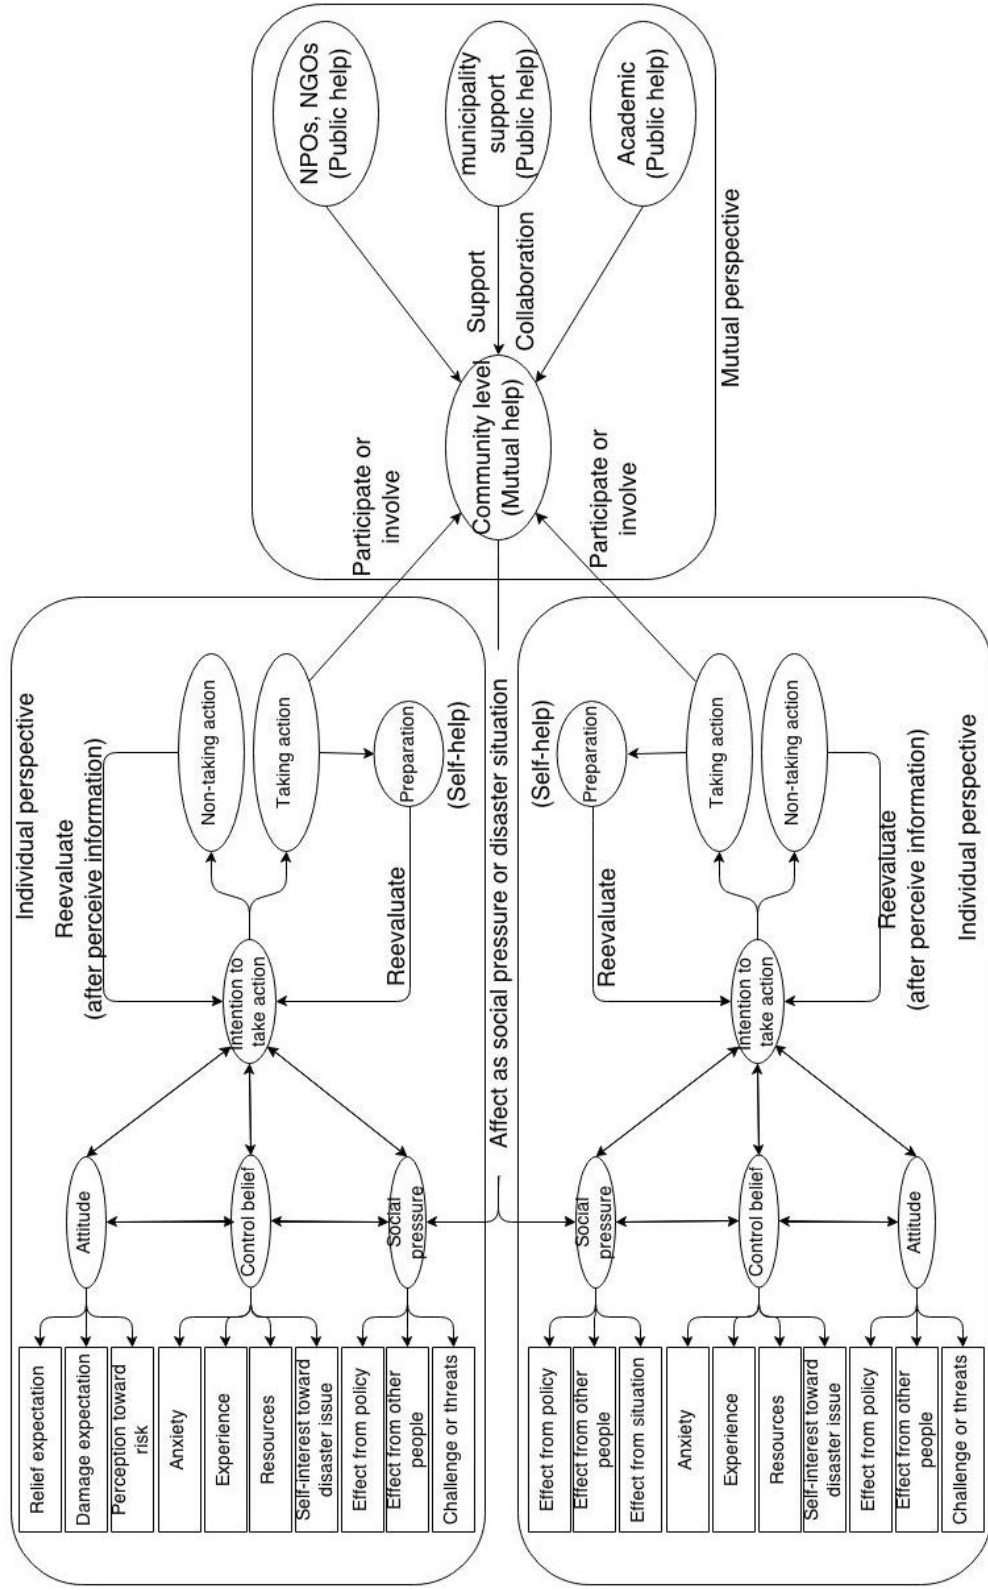 Individual perspective
Reevaluate
(after perceive information)
Relief expectation
Damage expectation
Perception toward
risk
Attitude
Anxiety
Experience
Resources
Self-interest toward
disaster issue
Control belief
Effect from policy
Effect from other
people
Challenge or threats
Social
pressure
Intention to
take action
Non-taking action
Taking action
Preparation
(Self-help)
Reevaluate
Participate or
involve
Affect as social pressure or disaster situation
NPOs, NGOs
(Public help)
municipality
support
(Public help)
Academic
(Public help)
Support
Collaboration
Community level
(Mutual help)
Mutual perspective
Participate or
involve
Effect from policy
Effect from other
people
Effect from situation
Social
pressure
Anxiety
Experience
Resources
Self-interest toward
disaster issue
Control belief
Effect from policy
Effect from other
people
Challenge or threats
Attitude
Intention to
take action
(Self-help)
Preparation
Reevaluate
Taking action
Non-taking action
Reevaluate
(after perceive information)
Individual perspective